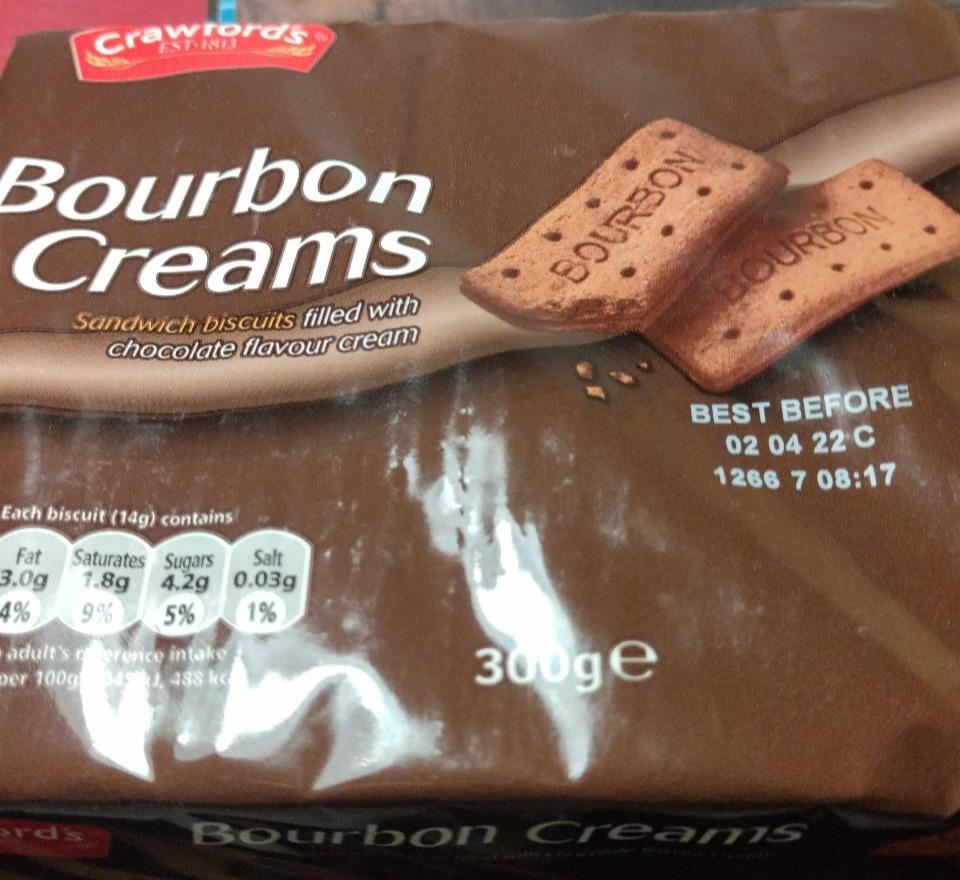 Crawford's
EST·1813
Bourbon
Creams
Sandwich biscuits filled with
chocolate flavour cream
BOURBON
BOURBON
BEST BEFORE
02 04 22 C
1266 7 08:17
Each biscuit (14g) contains
Fat Saturates Sugars Salt
3.0g 1.8g 4.2g 0.03g
4% 9% 5% 1%
adult's reference intake
per 100g 488
300g℮
Bourbon Creams